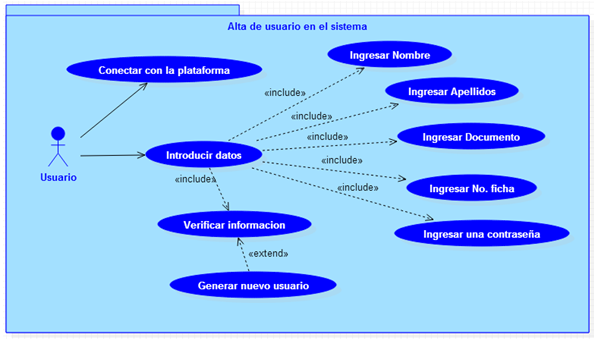 Alta de usuario en el sistema
Conectar con la plataforma
Ingresar Nombre
«include»
Ingresar Apellidos
«include»
Ingresar Documento
«include»
Usuario
Introducir datos
«include»
Ingresar No. ficha
«include»
«include»
Verificar informacion
Ingresar una contraseña
«extend»
Generar nuevo usuario